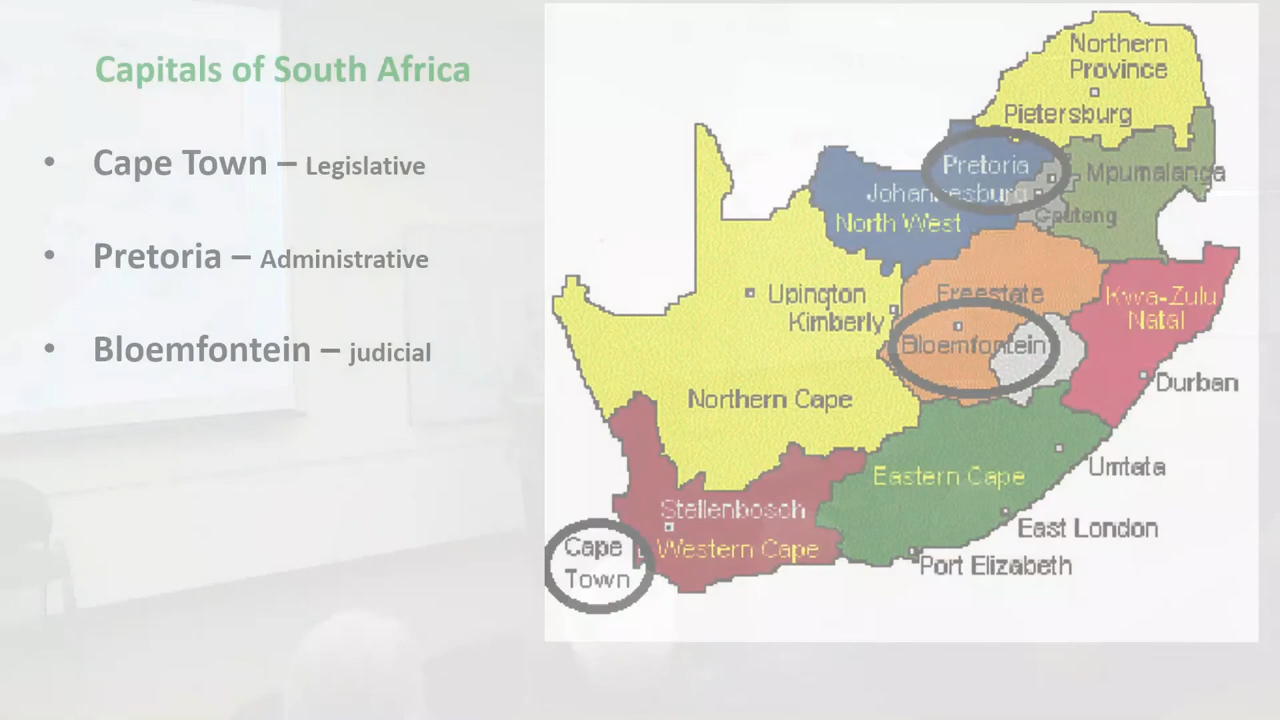 Capitals of South Africa
• Cape Town – Legislative
• Pretoria – Administrative
• Bloemfontein – judicial
Northern
Province
Pietersburg
Pretoria
Mpumalanga
Johannesburg
Gauteng
North West
Upington
Freestate
Kwa-Zulu
Natal
Kimberly
Bloemfontein
Durban
Northern Cape
Umtata
Eastern Cape
Stellenbosch
East London
Cape
Town
Western Cape
Port Elizabeth